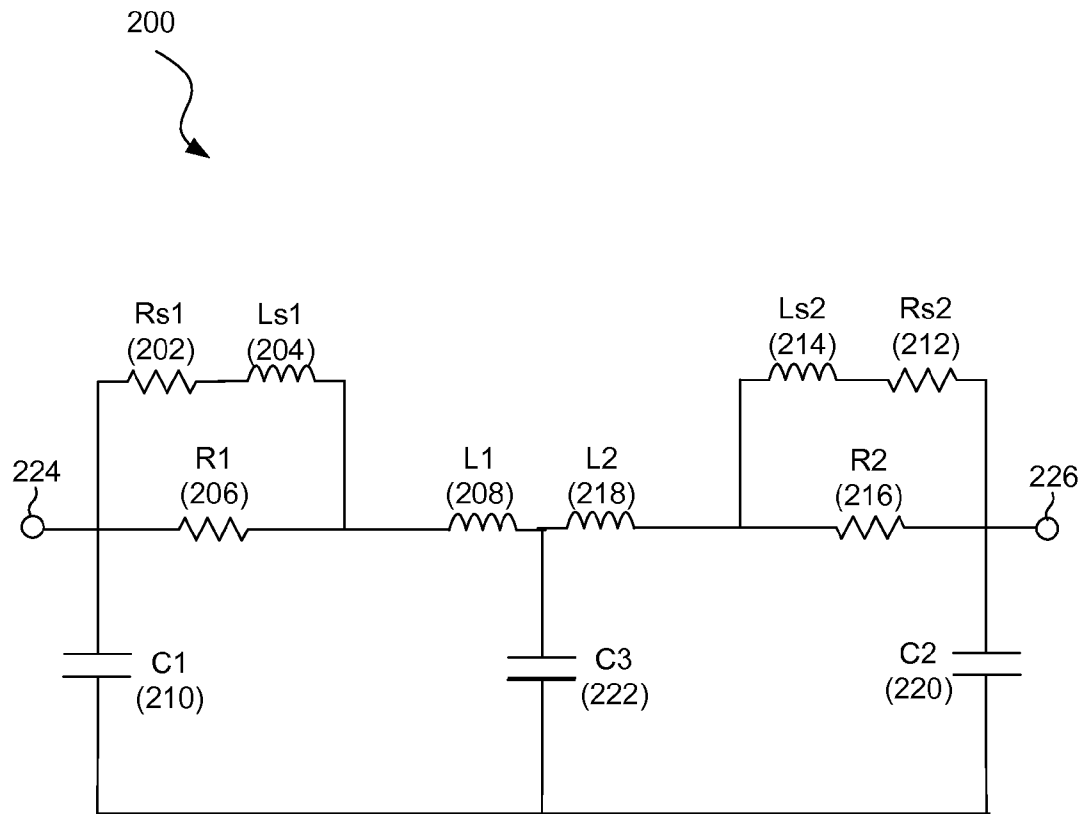 200
Rs1
(202)
Ls1
(204)
Ls2
(214)
Rs2
(212)
224
R1
(206)
L1
(208)
L2
(218)
R2
(216)
226
C1
(210)
C3
(222)
C2
(220)